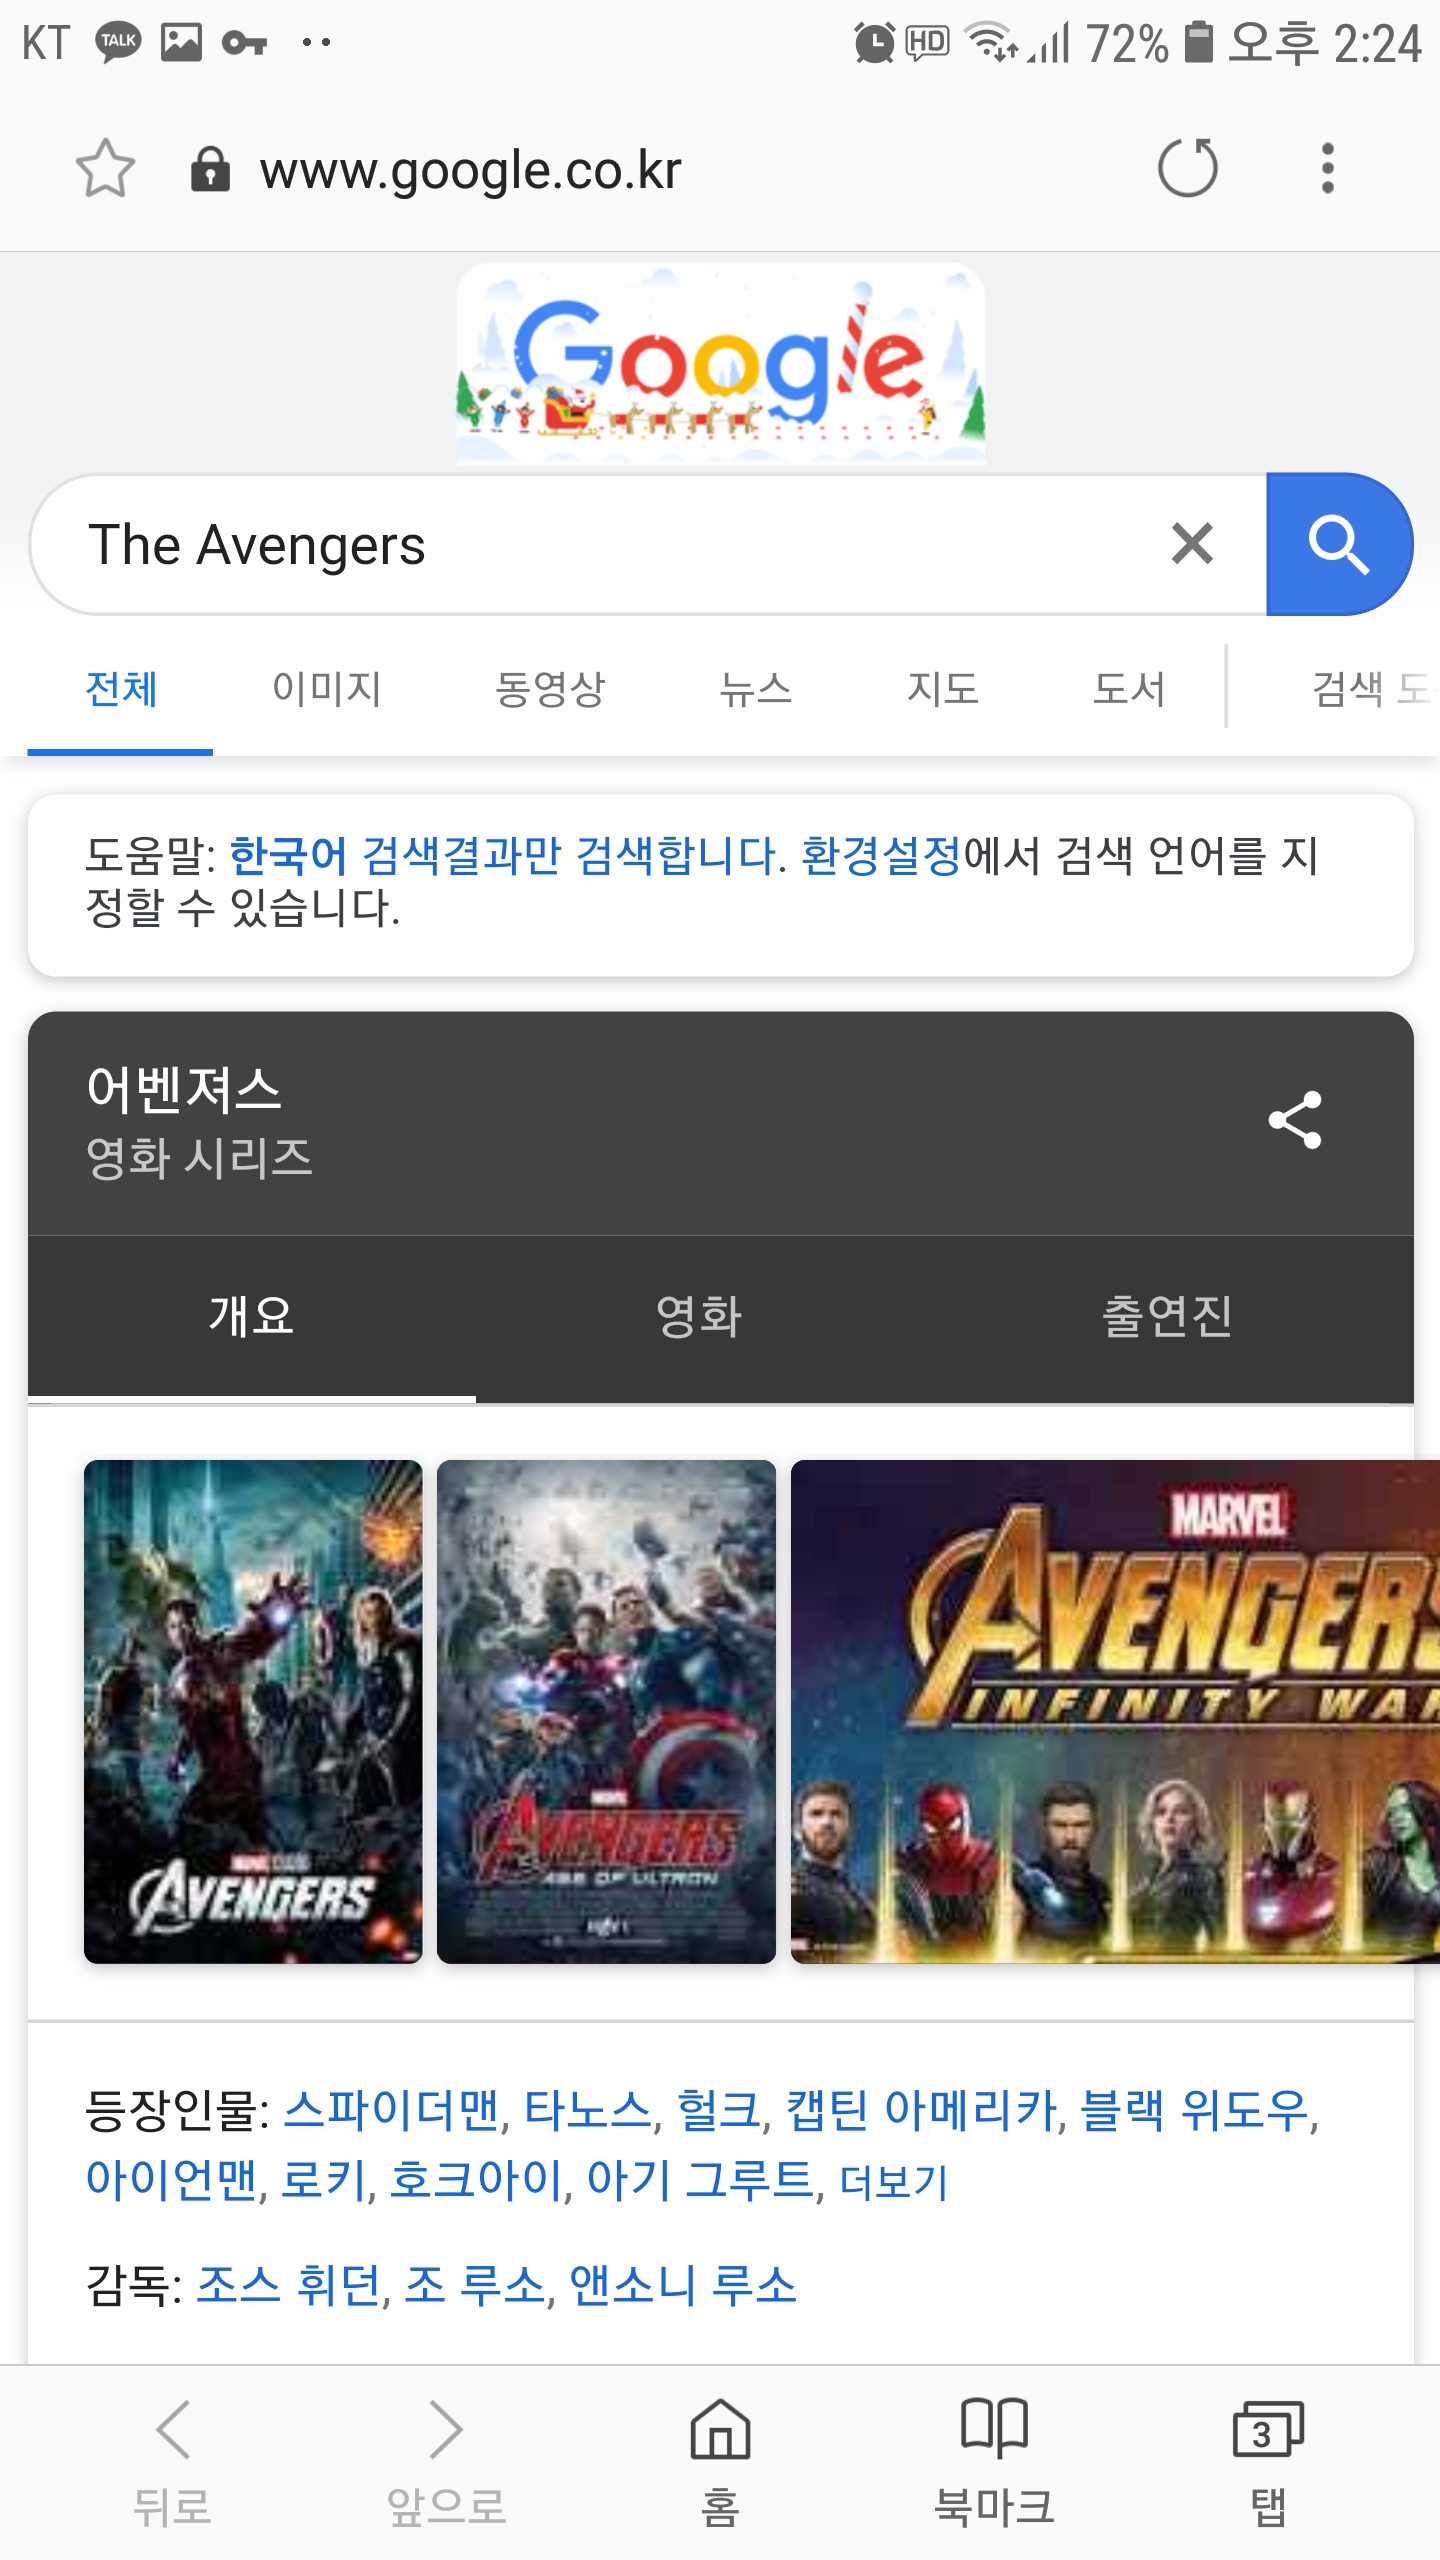 KT TALK HD 72% 오후 2:24
www.google.co.kr
Google
The Avengers
전체 이미지 동영상 뉴스 지도 도서 검색
도움말: 한국어 검색결과만 검색합니다. 환경설정에서 검색 언어를 지
정할 수 있습니다.
어벤져스
영화 시리즈
개요 영화 출연진
AVENGERS
AVENGERS
AGE OF ULTRON
MARVEL
AVENGERS
INFINITY WAR
등장인물: 스파이더맨, 타노스, 헐크, 캡틴 아메리카, 블랙 위도우,
아이언맨, 로키, 호크아이, 아기 그루트, 더보기
감독: 조스 휘던, 조 루소, 앤소니 루소
3
뒤로 앞으로 홈 북마크 탭